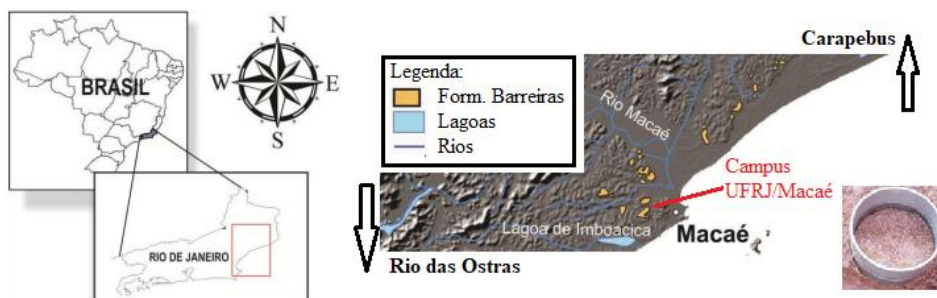 BRASIL
RIO DE JANEIRO
N
W
E
S
Legenda:
Form. Barreiras
Lagoas
Rios
Carapebus
Rio Macaé
Campus
UFRJ/Macaé
Lagoa de Imboacica
Macaé
Rio das Ostras